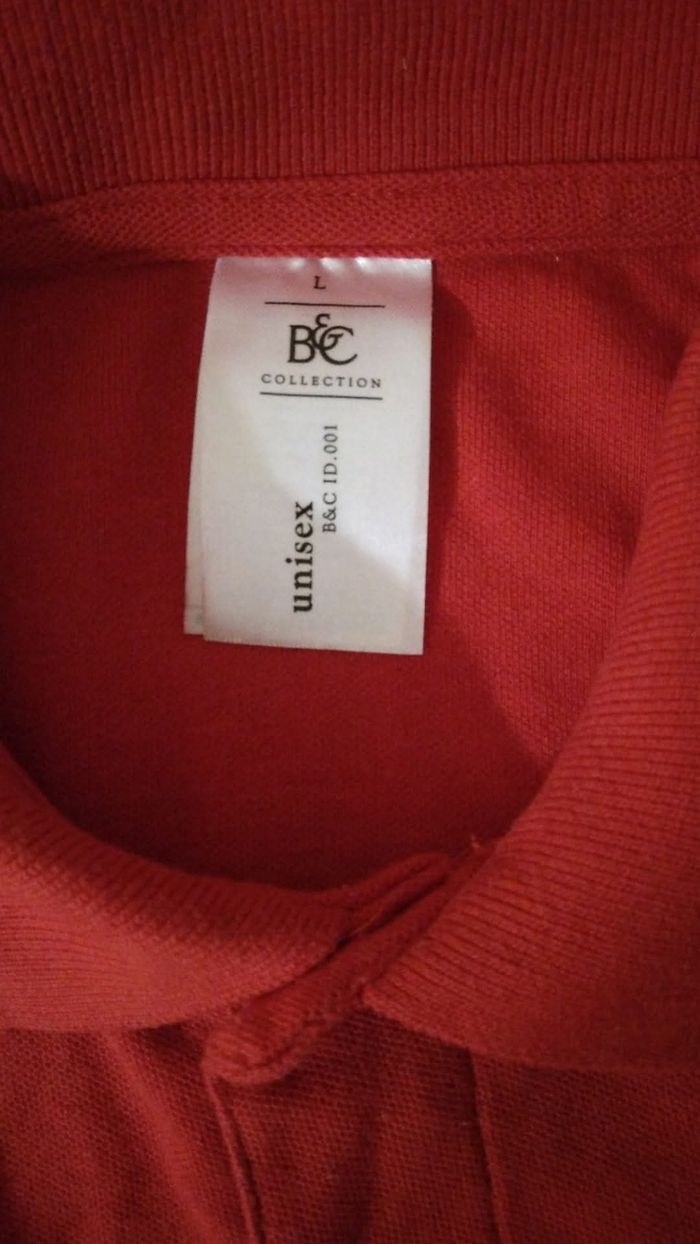 L
B&C
COLLECTION
unisex
B&C ID.001